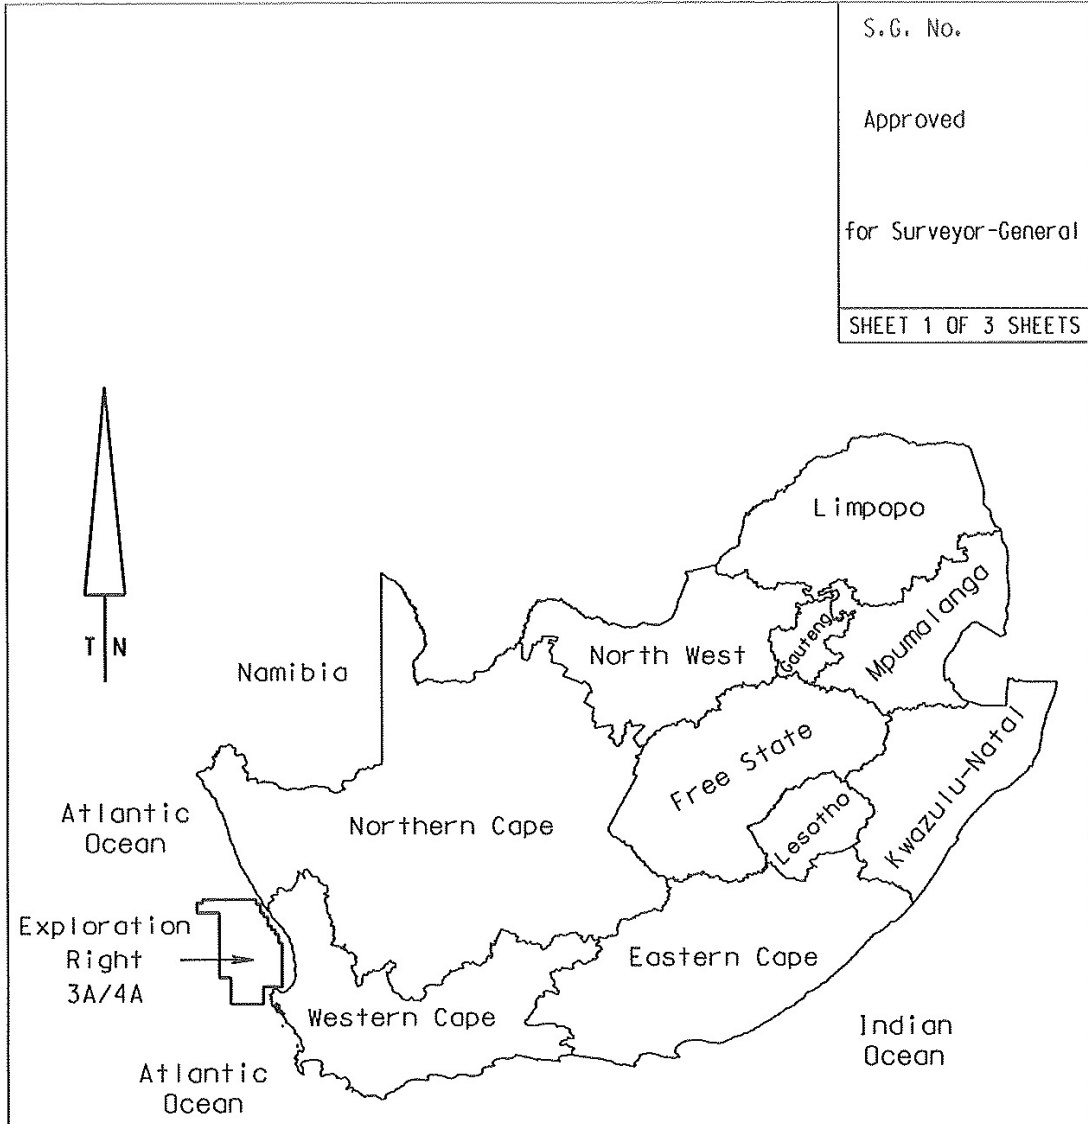 S.G. No.
Approved
for Surveyor-General
SHEET 1 OF 3 SHEETS
T N
Limpopo
Mpumalanga
Gauteng
North West
Namibia
Free State
Kwazulu-Natal
Lesotho
Northern Cape
Atlantic
Ocean
Exploration
Right
3A/4A
Eastern Cape
Western Cape
Indian
Ocean
Atlantic
Ocean